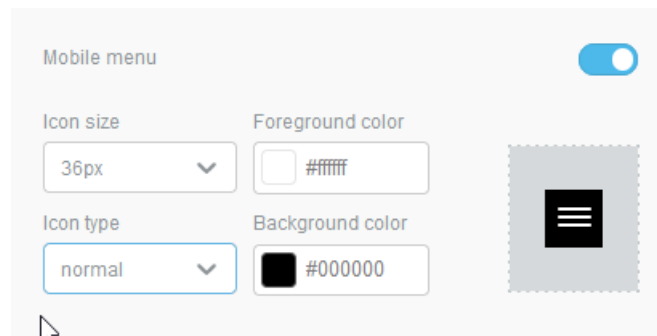 Mobile menu
Icon size
Foreground color
36px
#ffffff
Icon type
Background color
normal
#000000